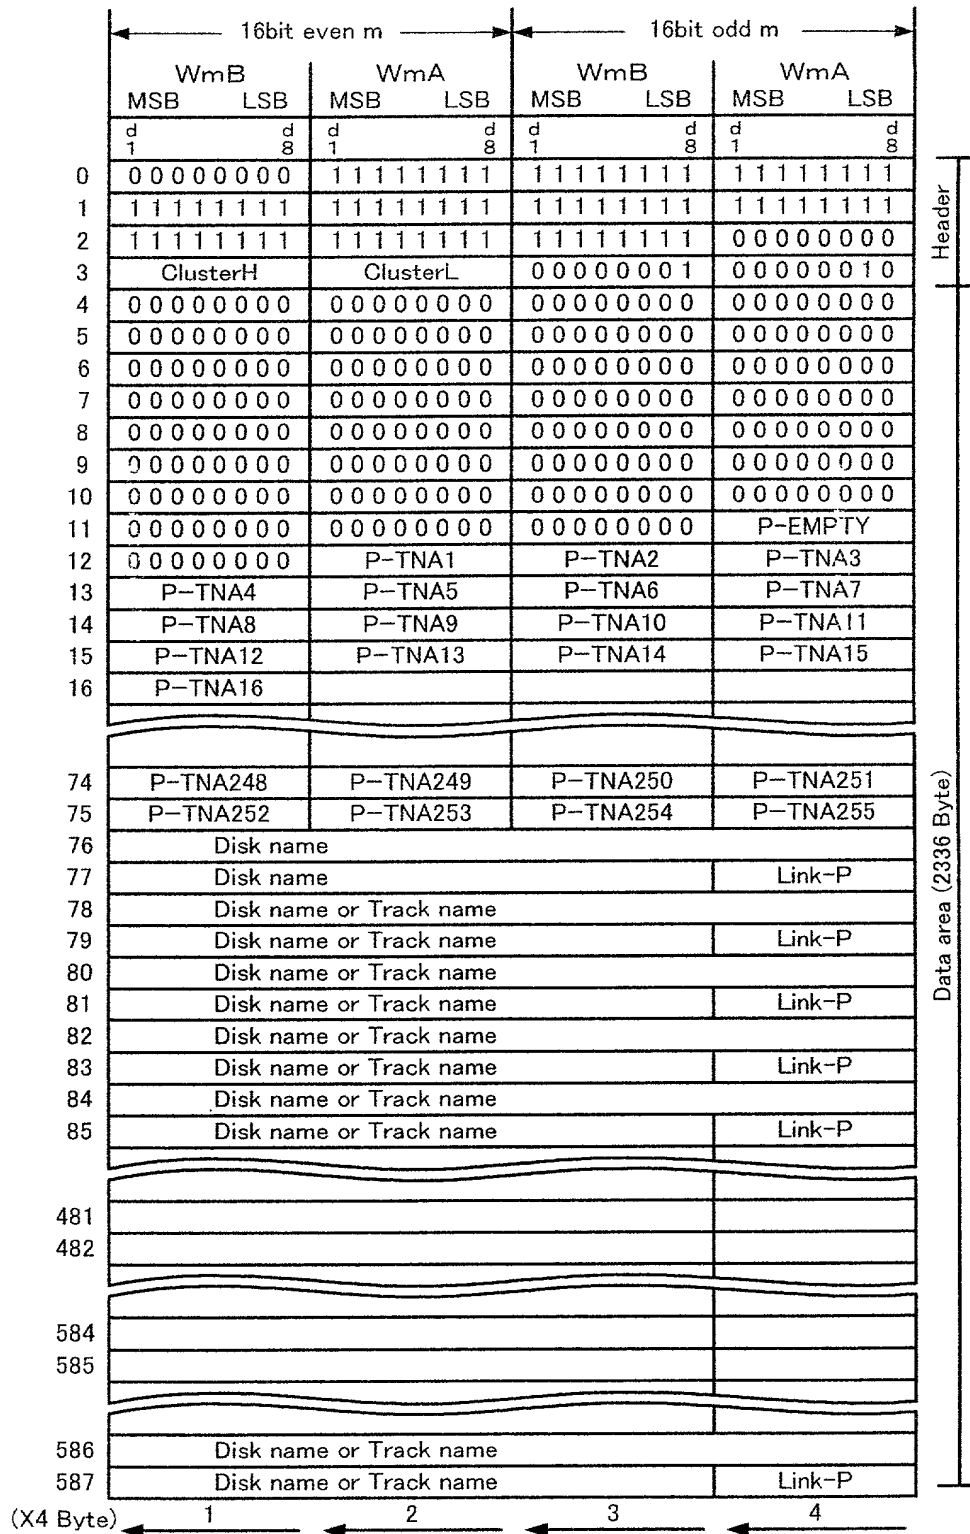 16bit even m 16bit odd m
WmB WmA WmB WmA
MSB LSB MSB LSB MSB LSB MSB LSB
d d d d d d d d
1 8 1 8 1 8 1 8
0 00000000 11111111 11111111 11111111
1 11111111 11111111 11111111 11111111
2 11111111 11111111 11111111 00000000
3 ClusterH ClusterL 00000001 00000010
Header
4 00000000 00000000 00000000 00000000
5 00000000 00000000 00000000 00000000
6 00000000 00000000 00000000 00000000
7 00000000 00000000 00000000 00000000
8 00000000 00000000 00000000 00000000
9 00000000 00000000 00000000 00000000
10 00000000 00000000 00000000 00000000
11 00000000 00000000 00000000 P-EMPTY
12 00000000 P-TNA1 P-TNA2 P-TNA3
13 P-TNA4 P-TNA5 P-TNA6 P-TNA7
14 P-TNA8 P-TNA9 P-TNA10 P-TNA11
15 P-TNA12 P-TNA13 P-TNA14 P-TNA15
16 P-TNA16
74 P-TNA248 P-TNA249 P-TNA250 P-TNA251
75 P-TNA252 P-TNA253 P-TNA254 P-TNA255
76 Disk name
77 Disk name Link-P
78 Disk name or Track name
79 Disk name or Track name Link-P
80 Disk name or Track name
81 Disk name or Track name Link-P
82 Disk name or Track name
83 Disk name or Track name Link-P
84 Disk name or Track name
85 Disk name or Track name Link-P
481
482
584
585
586 Disk name or Track name
587 Disk name or Track name Link-P
Data area (2336 Byte)
(X4 Byte) 1 2 3 4